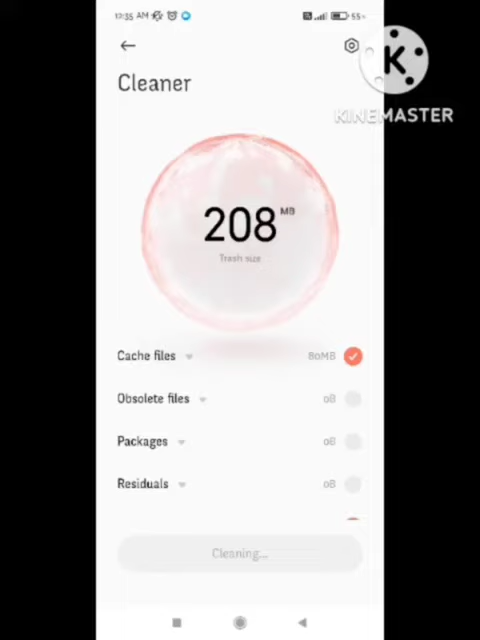 12:35 AM
55
Cleaner
K
KINEMASTER
208 MB
Trash size
Cache files 80MB
Obsolete files 0B
Packages 0B
Residuals 0B
Cleaning...